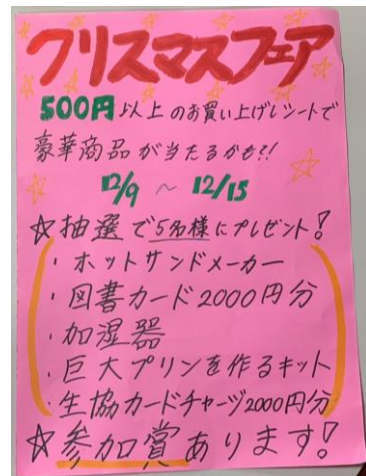 クリスマスフェア
500円以上のお買い上げレシートで
豪華商品が当たるかも?!
12/9 ～ 12/15
☆抽選で5名様にプレゼント!
・ホットサンドメーカー
・図書カード2000円分
・加湿器
・巨大プリンを作るキット
・生協カードチャージ2000円分
☆参加賞あります!